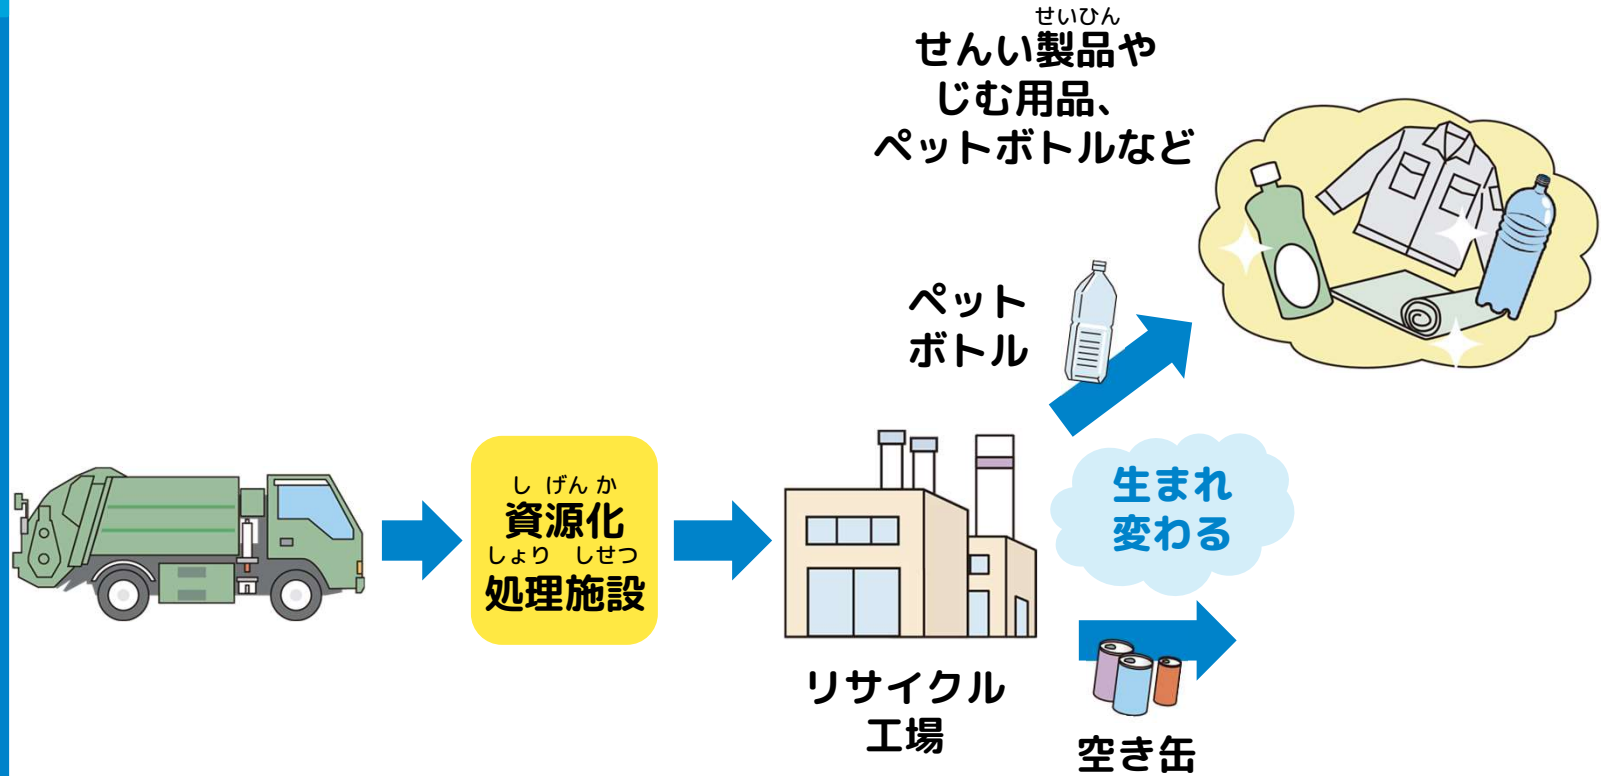 せいひん
せんい製品や
じむ用品、
ペットボトルなど
ペット
ボトル
しげんか
資源化
しょり しせつ
処理施設
生まれ
変わる
リサイクル
工場
空き缶